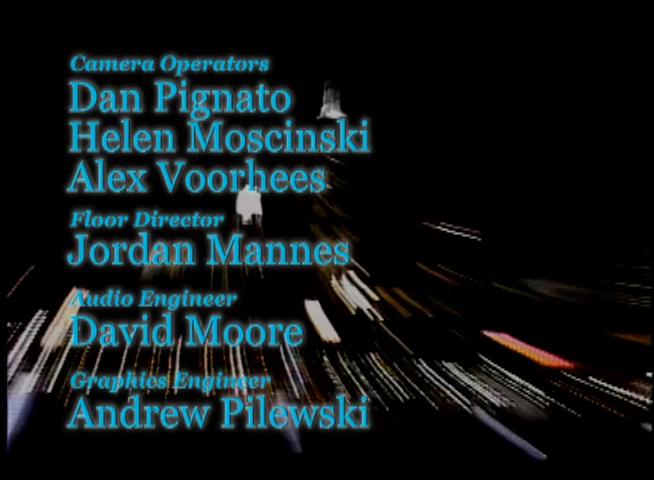 Camera Operators
Dan Pignato
Helen Moscinski
Alex Voorhees
Floor Director
Jordan Mannes
Audio Engineer
David Moore
Graphics Engineer
Andrew Pilewski